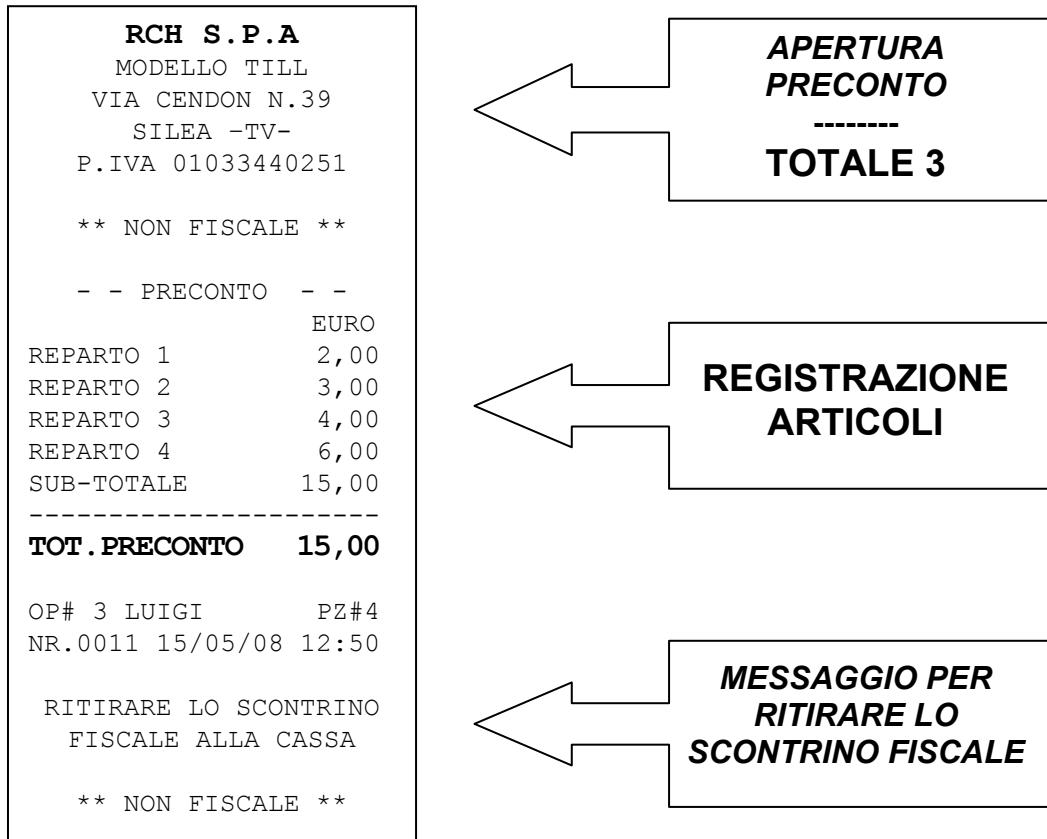 RCH S.P.A
MODELLO TILL
VIA CENDON N.39
SILEA –TV-
P.IVA 01033440251
** NON FISCALE **
- - PRECONTO - -
EURO
REPARTO 1 2,00
REPARTO 2 3,00
REPARTO 3 4,00
REPARTO 4 6,00
SUB-TOTALE 15,00
----------------------
TOT.PRECONTO 15,00
OP# 3 LUIGI PZ#4
NR.0011 15/05/08 12:50
RITIRARE LO SCONTRINO
FISCALE ALLA CASSA
** NON FISCALE **
APERTURA
PRECONTO
--------
TOTALE 3
REGISTRAZIONE
ARTICOLI
MESSAGGIO PER
RITIRARE LO
SCONTRINO FISCALE